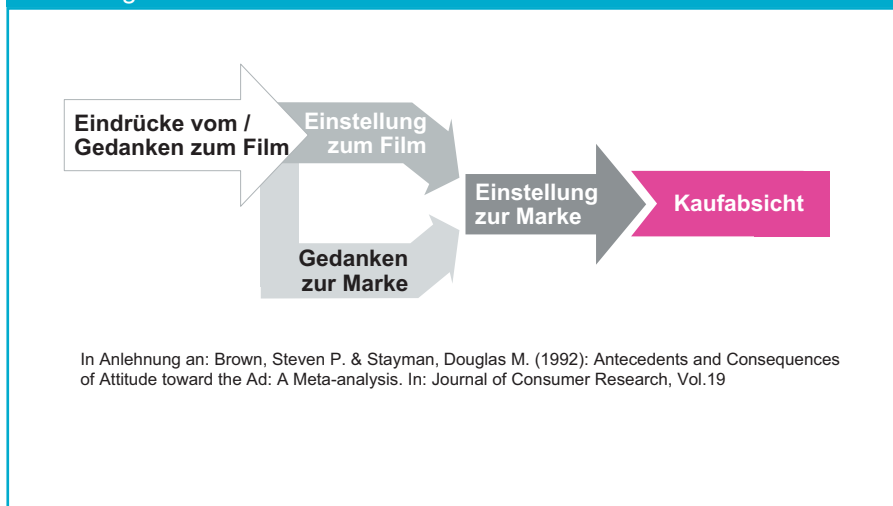 Eindrücke vom /
Gedanken zum Film
Einstellung
zum Film
Gedanken
zur Marke
Einstellung
zur Marke
Kaufabsicht
In Anlehnung an: Brown, Steven P. & Stayman, Douglas M. (1992): Antecedents and Consequences
of Attitude toward the Ad: A Meta-analysis. In: Journal of Consumer Research, Vol.19